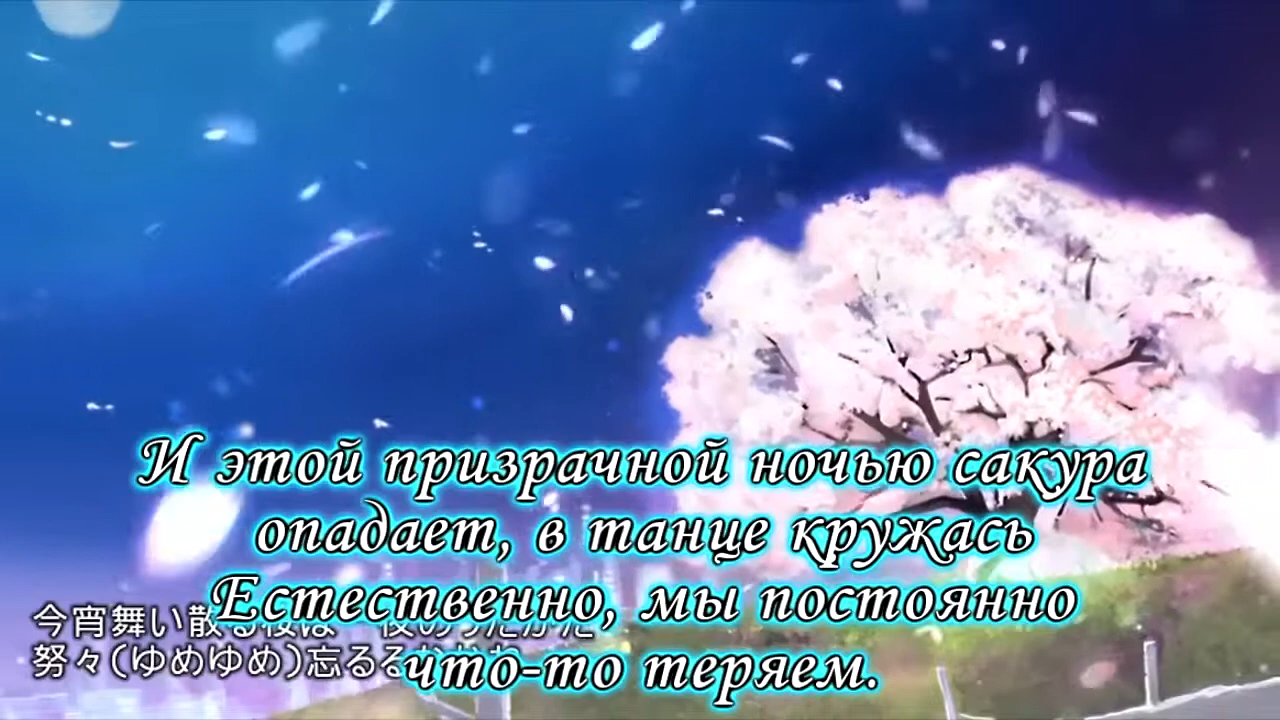 И этой призрачной ночью сакура
опадает, в танце кружась
Естественно, мы постоянно
что-то теряем.
今宵舞い散る桜は
努々(ゆめゆめ)忘るる